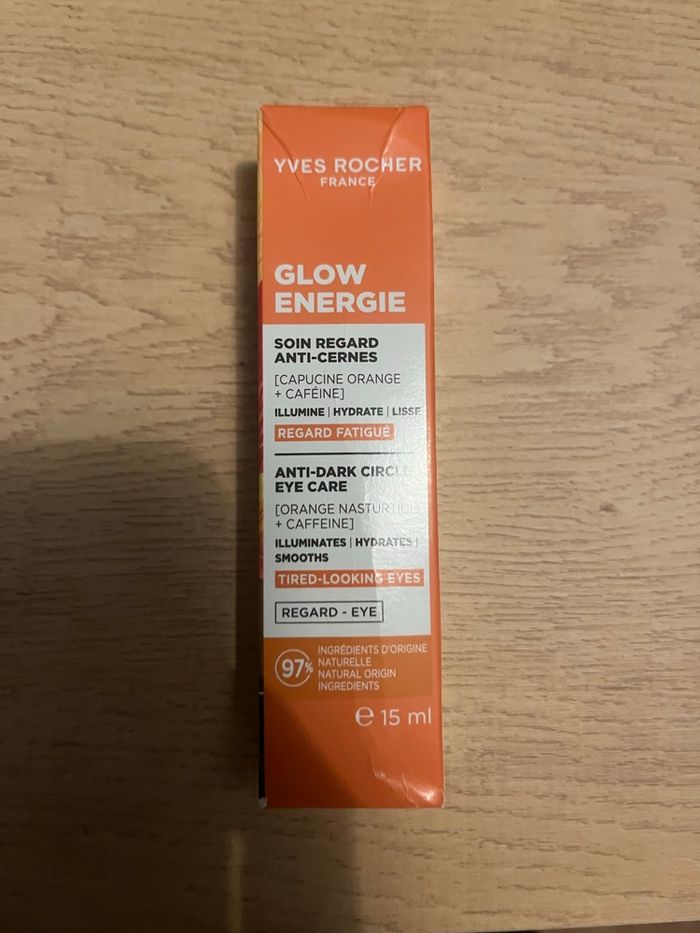 YVES ROCHER
FRANCE
GLOW
ENERGIE
SOIN REGARD
ANTI-CERNES
[CAPUCINE ORANGE
+ CAFÉINE]
ILLUMINE | HYDRATE | LISSE
REGARD FATIGUÉ
ANTI-DARK CIRCLE
EYE CARE
[ORANGE NASTURTIUM
+ CAFFEINE]
ILLUMINATES | HYDRATES |
SMOOTHS
TIRED-LOOKING EYES
REGARD - EYE
97%
INGRÉDIENTS D'ORIGINE
NATURELLE
NATURAL ORIGIN
INGREDIENTS
e 15 ml